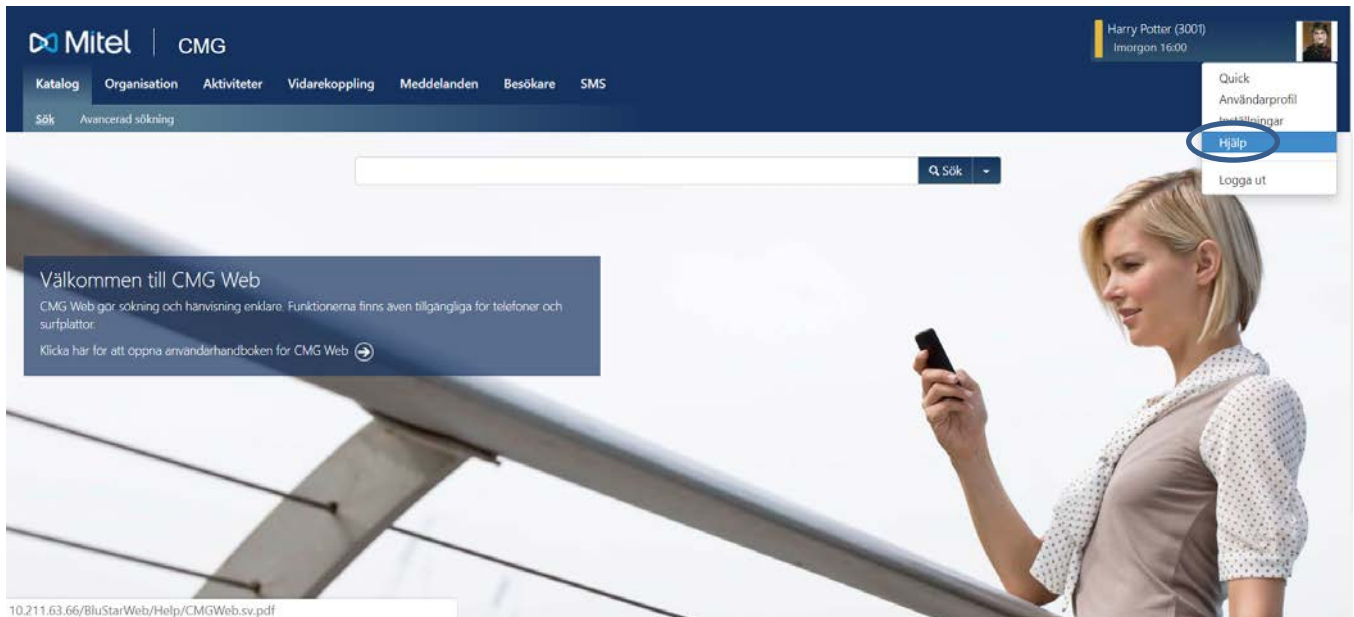 Mitel CMG
Harry Potter (3001)
Imorgon 16:00
Katalog Organisation Aktiviteter Vidarekoppling Meddelanden Besökare SMS
Sök Avancerad sökning
Quick
Användarprofil
Inställningar
Hjälp
Logga ut
Sök
Välkommen till CMG Web
CMG Web gör sökning och hänvisning enklare. Funktionerna finns även tillgängliga för telefoner och
surfplattor.
Klicka här för att öppna användarhandboken för CMG Web
10.211.63.66/BluStarWeb/Help/CMGWeb.sv.pdf